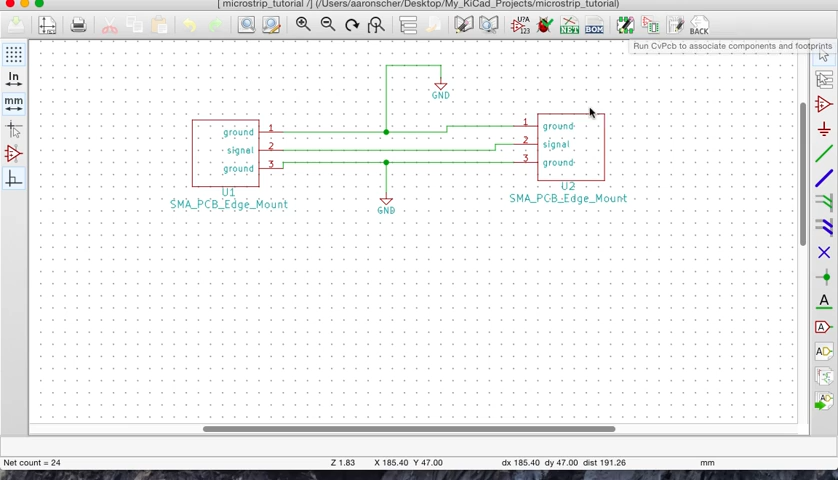 [ microstrip_tutorial /] (/Users/aaronscher/Desktop/My_KiCad_Projects/microstrip_tutorial)
U?A
123
NET
BOM
BACK
Run CvPcb to associate components and footprints
In
mm
GND
ground 1
signal 2
ground 3
U1
SMA_PCB_Edge_Mount
1 ground
2 signal
3 ground
U2
SMA_PCB_Edge_Mount
GND
A
Net count = 24
Z 1.83
X 185.40 Y 47.00
dx 185.40 dy 47.00 dist 191.26
mm